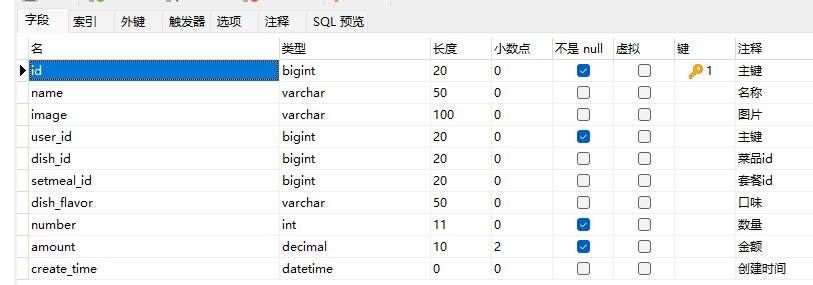 字段 索引 外键 触发器 选项 注释 SQL 预览
名 类型 长度 小数点 不是 null 虚拟 键 注释
id bigint 20 0 1 主键
name varchar 50 0 名称
image varchar 100 0 图片
user_id bigint 20 0 主键
dish_id bigint 20 0 菜品id
setmeal_id bigint 20 0 套餐id
dish_flavor varchar 50 0 口味
number int 11 0 数量
amount decimal 10 2 金额
create_time datetime 0 0 创建时间